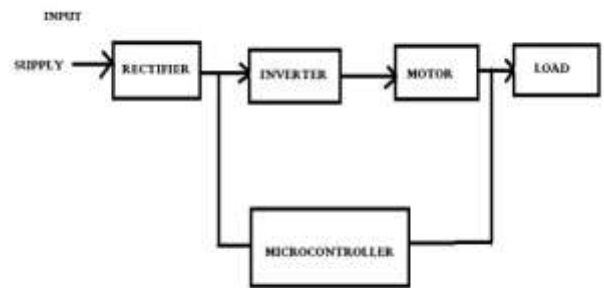 INPUT
SUPPLY
RECTIFIER
INVERTER
MOTOR
LOAD
MICROCONTROLLER